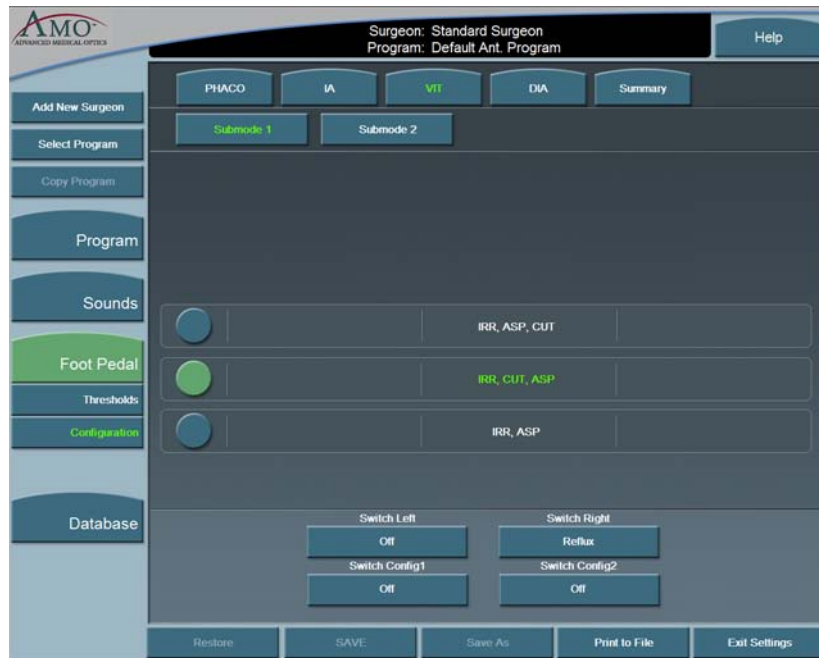 AMO
ADVANCED MEDICAL OPTICS
Surgeon: Standard Surgeon
Program: Default Ant. Program
Help
PHACO IA VIT DIA Summary
Add New Surgeon
Submode 1 Submode 2
Select Program
Copy Program
Program
Sounds
IRR, ASP, CUT
Foot Pedal
IRR, CUT, ASP
Thresholds
Configuration
IRR, ASP
Database
Switch Left Switch Right
Off Reflux
Switch Config1 Switch Config2
Off Off
Restore SAVE Save As Print to File Exit Settings